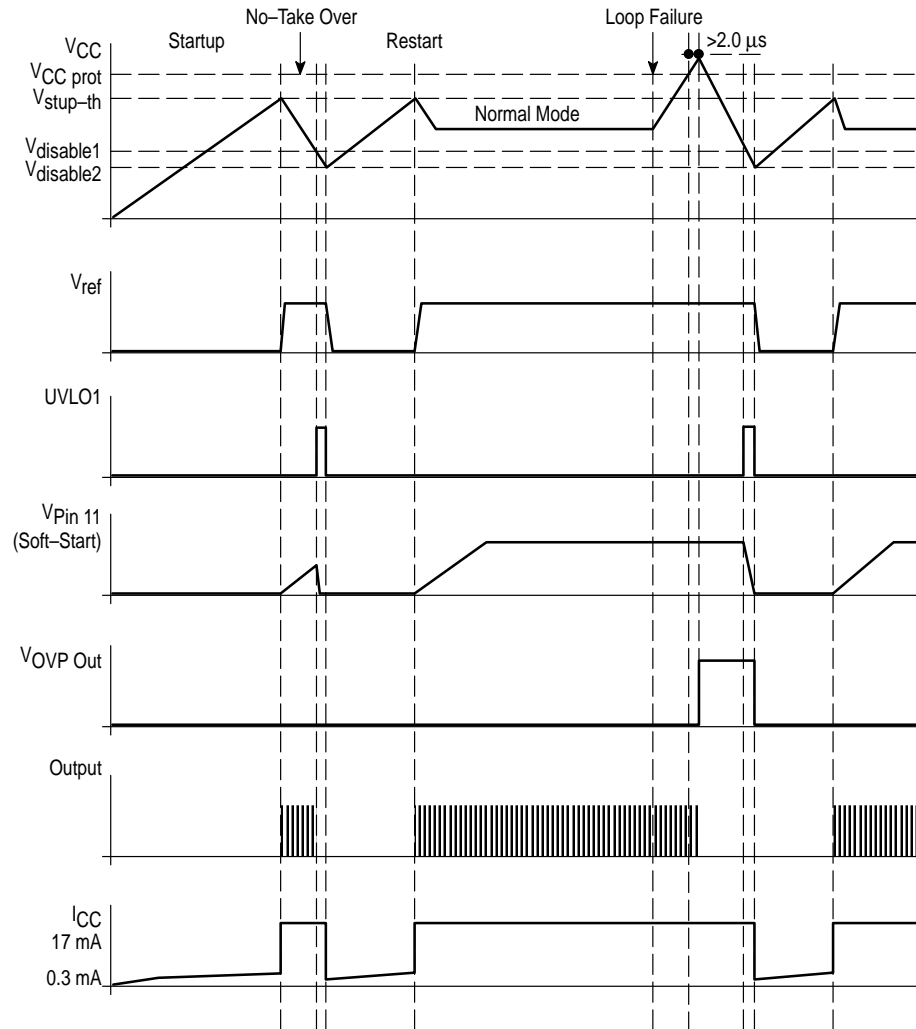 No–Take Over
Loop Failure
Startup
Restart
>2.0 μs
VCC
VCC prot
Vstup–th
Normal Mode
Vdisable1
Vdisable2
Vref
UVLO1
VPin 11
(Soft–Start)
VOVP Out
Output
ICC
17 mA
0.3 mA